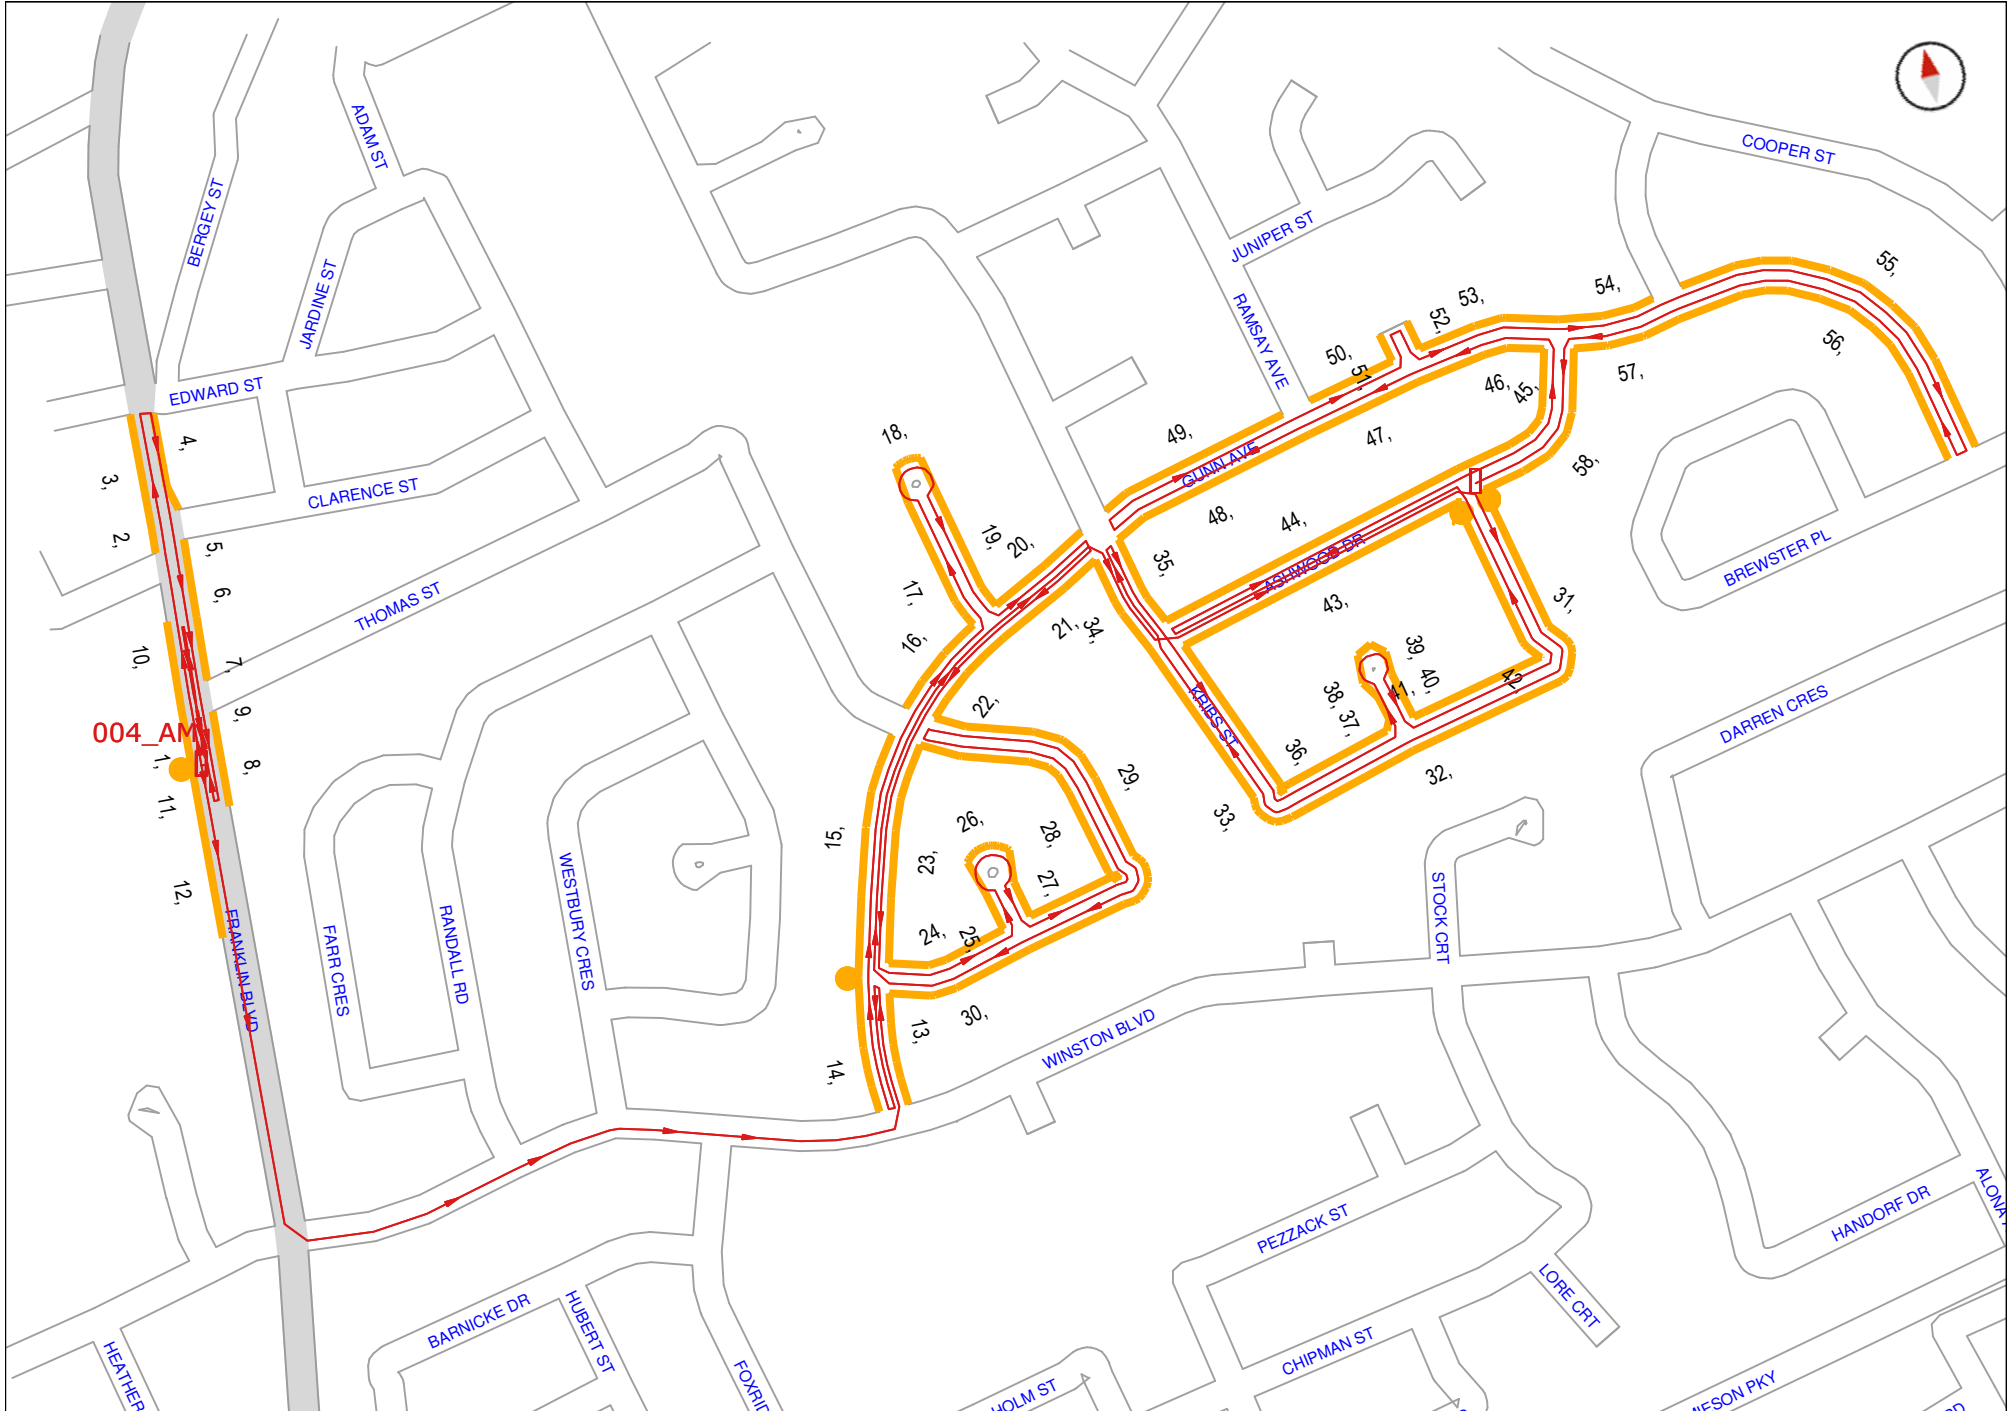 COOPER ST
ADAM ST
BERGEY ST
JUNIPER ST
JARDINE ST
RAMSAY AVE
55,
54,
53,
52,
50,
51,
56,
57,
46,
45,
EDWARD ST
4,
3,
CLARENCE ST
2,
5,
6,
THOMAS ST
18,
49,
GUNN AVE
47,
48,
44,
58,
19,
20,
17,
16,
21,
34,
35,
ASHWOOD DR
43,
BREWSTER PL
31,
10,
7,
9,
004_AM
1,
8,
11,
12,
22,
KRIBS ST
36,
38,
37,
39,
40,
41,
42,
32,
33,
DARREN CRES
15,
29,
26,
28,
23,
27,
24,
25,
30,
13,
14,
WESTBURY CRES
RANDALL RD
FARR CRES
FRANKLIN BLVD
STOCK CRT
WINSTON BLVD
PEZZACK ST
HANDORF DR
ALONA
LORE CRT
BARNICKE DR
HUBERT ST
HEATHER
FOXRID
HOLM ST
CHIPMAN ST
MIESON PKY